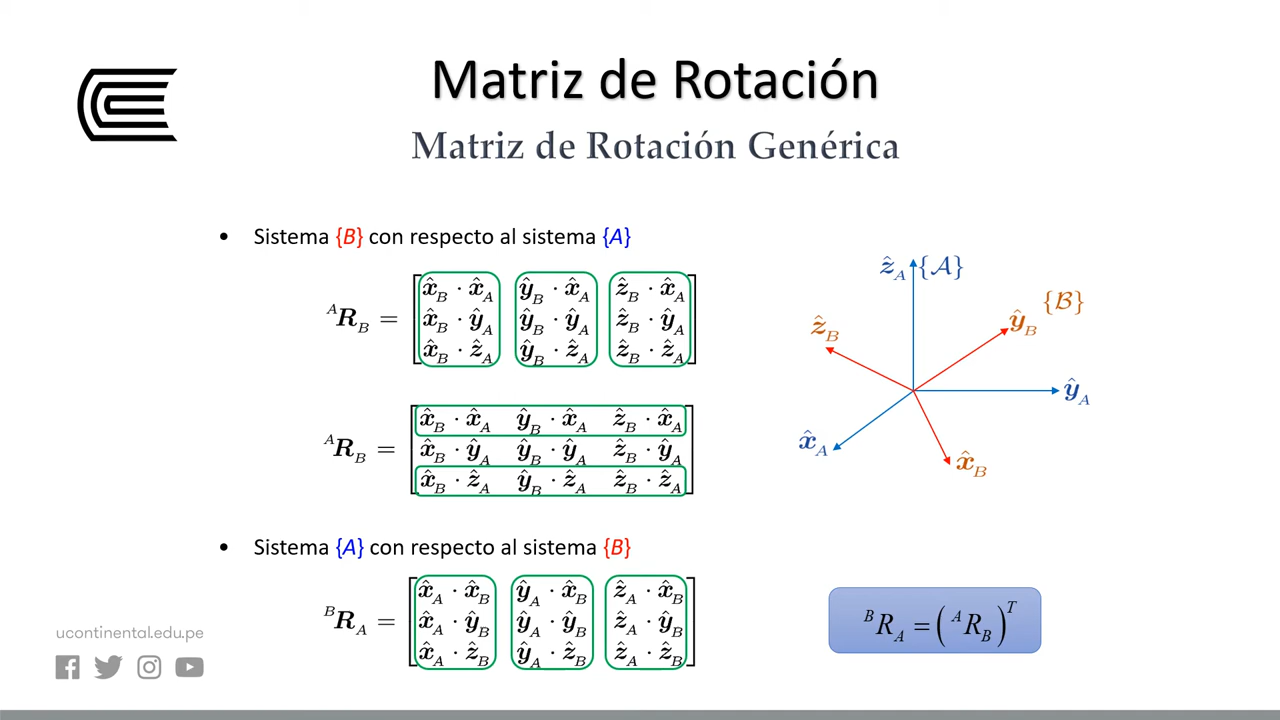 Matriz de Rotación
Matriz de Rotación Genérica
• Sistema {B} con respecto al sistema {A}
ᴬR_B = [ x̂_B · x̂_A  ŷ_B · x̂_A  ẑ_B · x̂_A
x̂_B · ŷ_A  ŷ_B · ŷ_A  ẑ_B · ŷ_A
x̂_B · ẑ_A  ŷ_B · ẑ_A  ẑ_B · ẑ_A ]
ᴬR_B = [ x̂_B · x̂_A  ŷ_B · x̂_A  ẑ_B · x̂_A
x̂_B · ŷ_A  ŷ_B · ŷ_A  ẑ_B · ŷ_A
x̂_B · ẑ_A  ŷ_B · ẑ_A  ẑ_B · ẑ_A ]
ẑ_A {A}
{B}
ẑ_B
ŷ_B
ŷ_A
x̂_A
x̂_B
• Sistema {A} con respecto al sistema {B}
ᴮR_A = [ x̂_A · x̂_B  ŷ_A · x̂_B  ẑ_A · x̂_B
x̂_A · ŷ_B  ŷ_A · ŷ_B  ẑ_A · ŷ_B
x̂_A · ẑ_B  ŷ_A · ẑ_B  ẑ_A · ẑ_B ]
ᴮR_A = (ᴬR_B)ᵀ
ucontinental.edu.pe